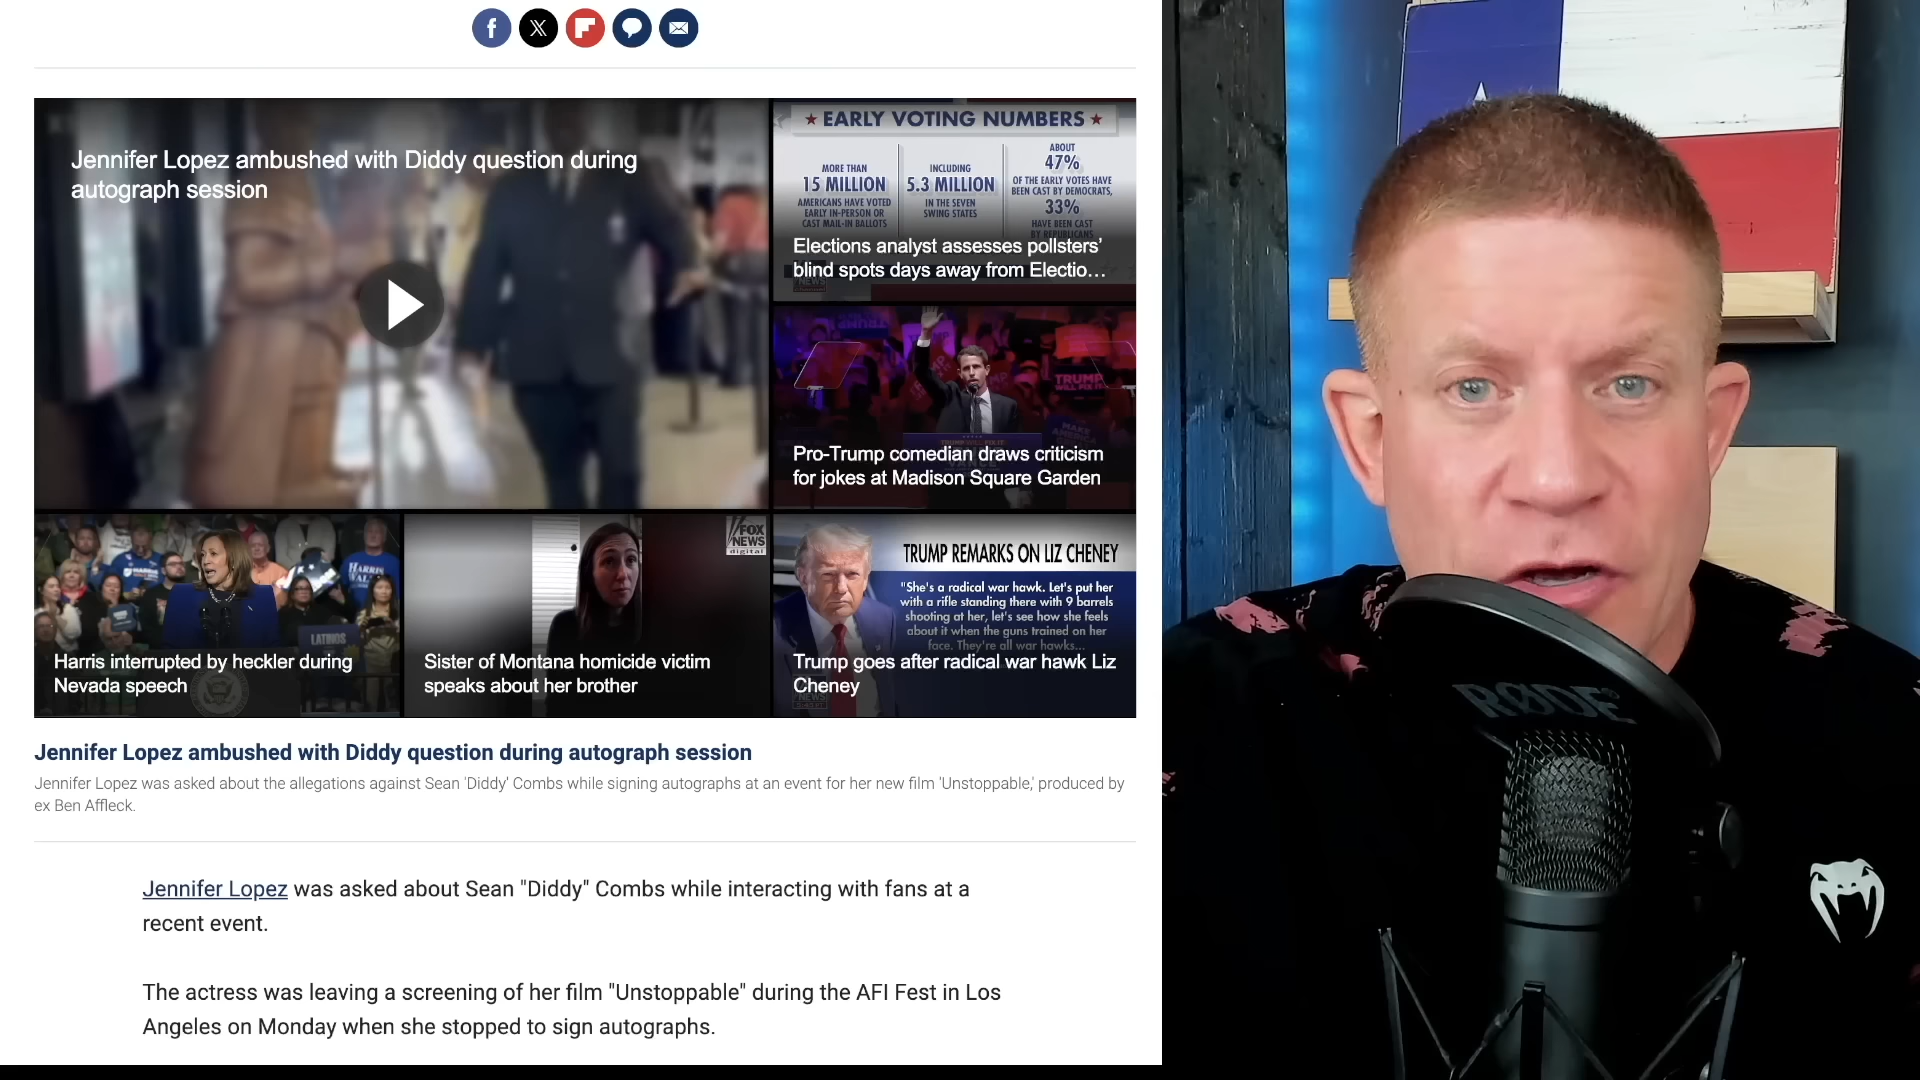 Jennifer Lopez ambushed with Diddy question during
autograph session
★ EARLY VOTING NUMBERS ★
MORE THAN
15 MILLION
AMERICANS HAVE VOTED
EARLY IN-PERSON OR
CAST MAIL-IN BALLOTS
INCLUDING
5.3 MILLION
IN THE SEVEN
SWING STATES
ABOUT
47%
OF THE EARLY VOTES HAVE
BEEN CAST BY DEMOCRATS,
33%
HAVE BEEN CAST
BY REPUBLICANS
Elections analyst assesses pollsters’
blind spots days away from Electio…
TRUMP
Pro-Trump comedian draws criticism
for jokes at Madison Square Garden
HARRIS
LATINOS
Harris interrupted by heckler during
Nevada speech
FOX
NEWS
digital
Sister of Montana homicide victim
speaks about her brother
TRUMP REMARKS ON LIZ CHENEY
"She's a radical war hawk. Let's put her
with a rifle standing there with 9 barrels
shooting at her, let's see how she feels
about it when the guns trained on her
face. They're all war hawks...
Trump goes after radical war hawk Liz
Cheney
Jennifer Lopez ambushed with Diddy question during autograph session
Jennifer Lopez was asked about the allegations against Sean 'Diddy' Combs while signing autographs at an event for her new film 'Unstoppable,' produced by
ex Ben Affleck.
Jennifer Lopez was asked about Sean "Diddy" Combs while interacting with fans at a
recent event.
The actress was leaving a screening of her film "Unstoppable" during the AFI Fest in Los
Angeles on Monday when she stopped to sign autographs.
RØDE